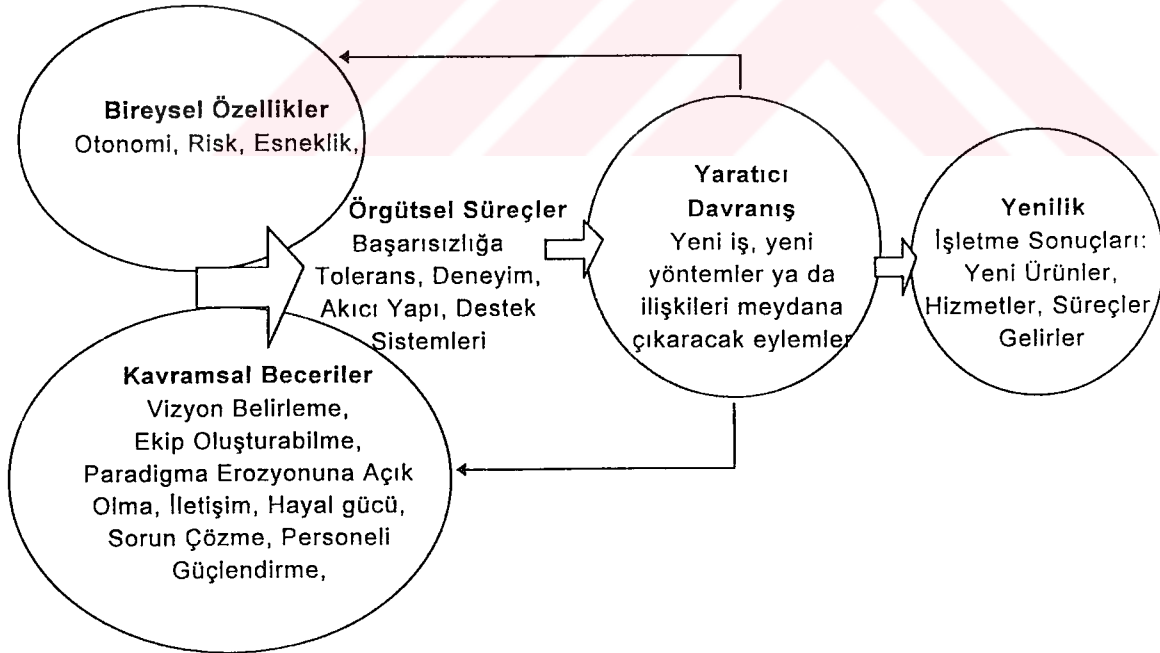 Bireysel Özellikler
Otonomi, Risk, Esneklik,
Örgütsel Süreçler
Başarısızlığa
Tolerans, Deneyim,
Akıcı Yapı, Destek
Sistemleri
Kavramsal Beceriler
Vizyon Belirleme,
Ekip Oluşturabilme,
Paradigma Erozyonuna Açık
Olma, İletişim, Hayal gücü,
Sorun Çözme, Personeli
Güçlendirme,
Yaratıcı
Davranış
Yeni iş, yeni
yöntemler ya da
ilişkileri meydana
çıkaracak eylemler
Yenilik
İşletme Sonuçları:
Yeni Ürünler,
Hizmetler, Süreçler
Gelirler